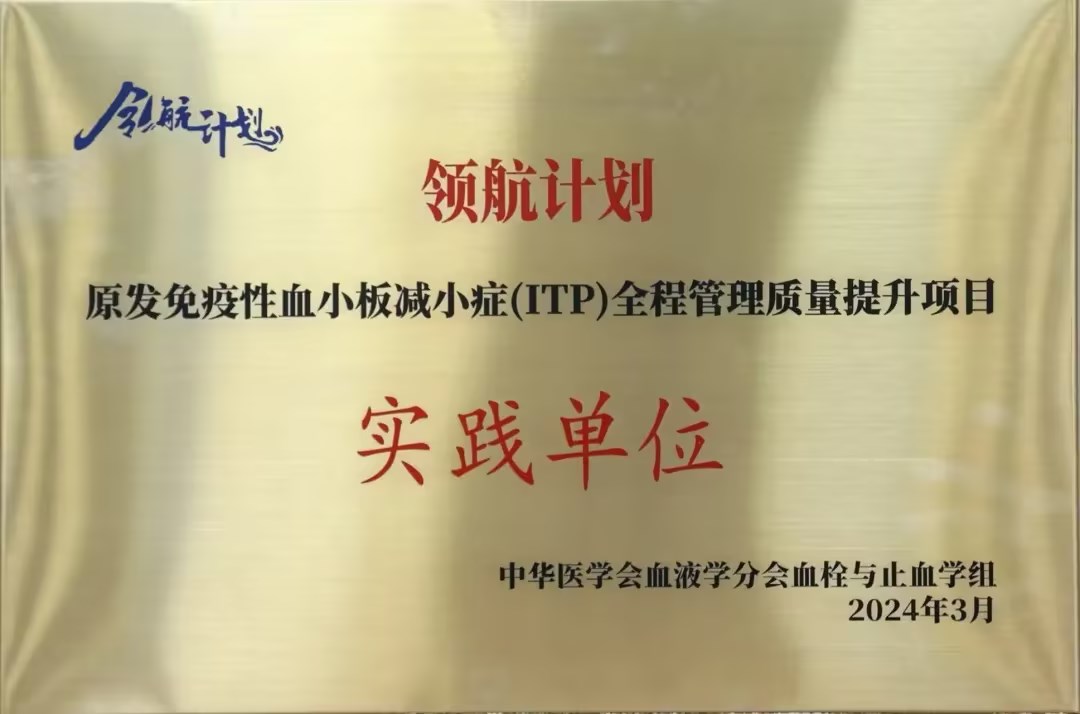 领航计划
领航计划
原发免疫性血小板减小症(ITP)全程管理质量提升项目
实践单位
中华医学会血液学分会血栓与止血学组
2024年3月